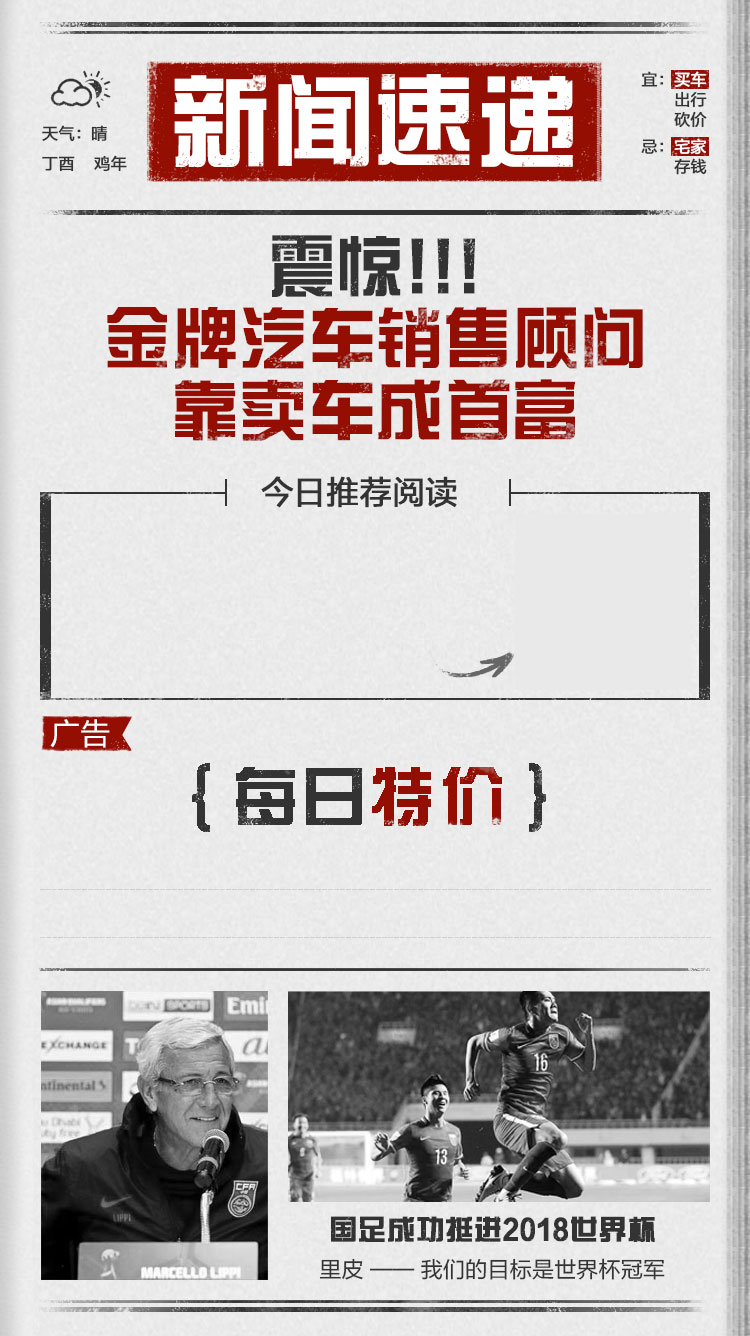 天气：晴
丁酉 鸡年
新闻速递
宜：买车
出行
砍价
忌：宅家
存钱
震惊!!!
金牌汽车销售顾问
靠卖车成首富
今日推荐阅读
广告
{ 每日特价 }
beIN SPORTS
Emi
EXCHANGE
ontinental
bu Dhabi
ty free
CFA
LIPPI
MARCELLO LIPPI
16
13
国足成功挺进2018世界杯
里皮 —— 我们的目标是世界杯冠军